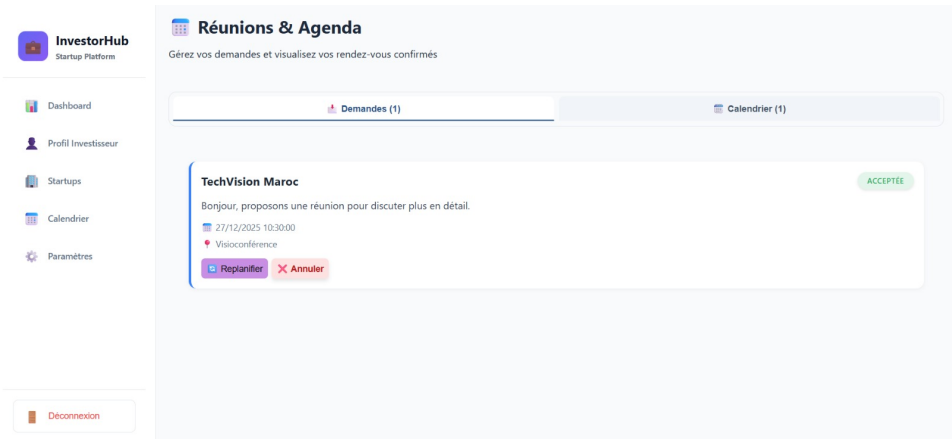 InvestorHub
Startup Platform
Dashboard
Profil Investisseur
Startups
Calendrier
Paramètres
Déconnexion
Réunions & Agenda
Gérez vos demandes et visualisez vos rendez-vous confirmés
Demandes (1)
Calendrier (1)
TechVision Maroc
ACCEPTÉE
Bonjour, proposons une réunion pour discuter plus en détail.
27/12/2025 10:30:00
Visioconférence
Replanifier
Annuler